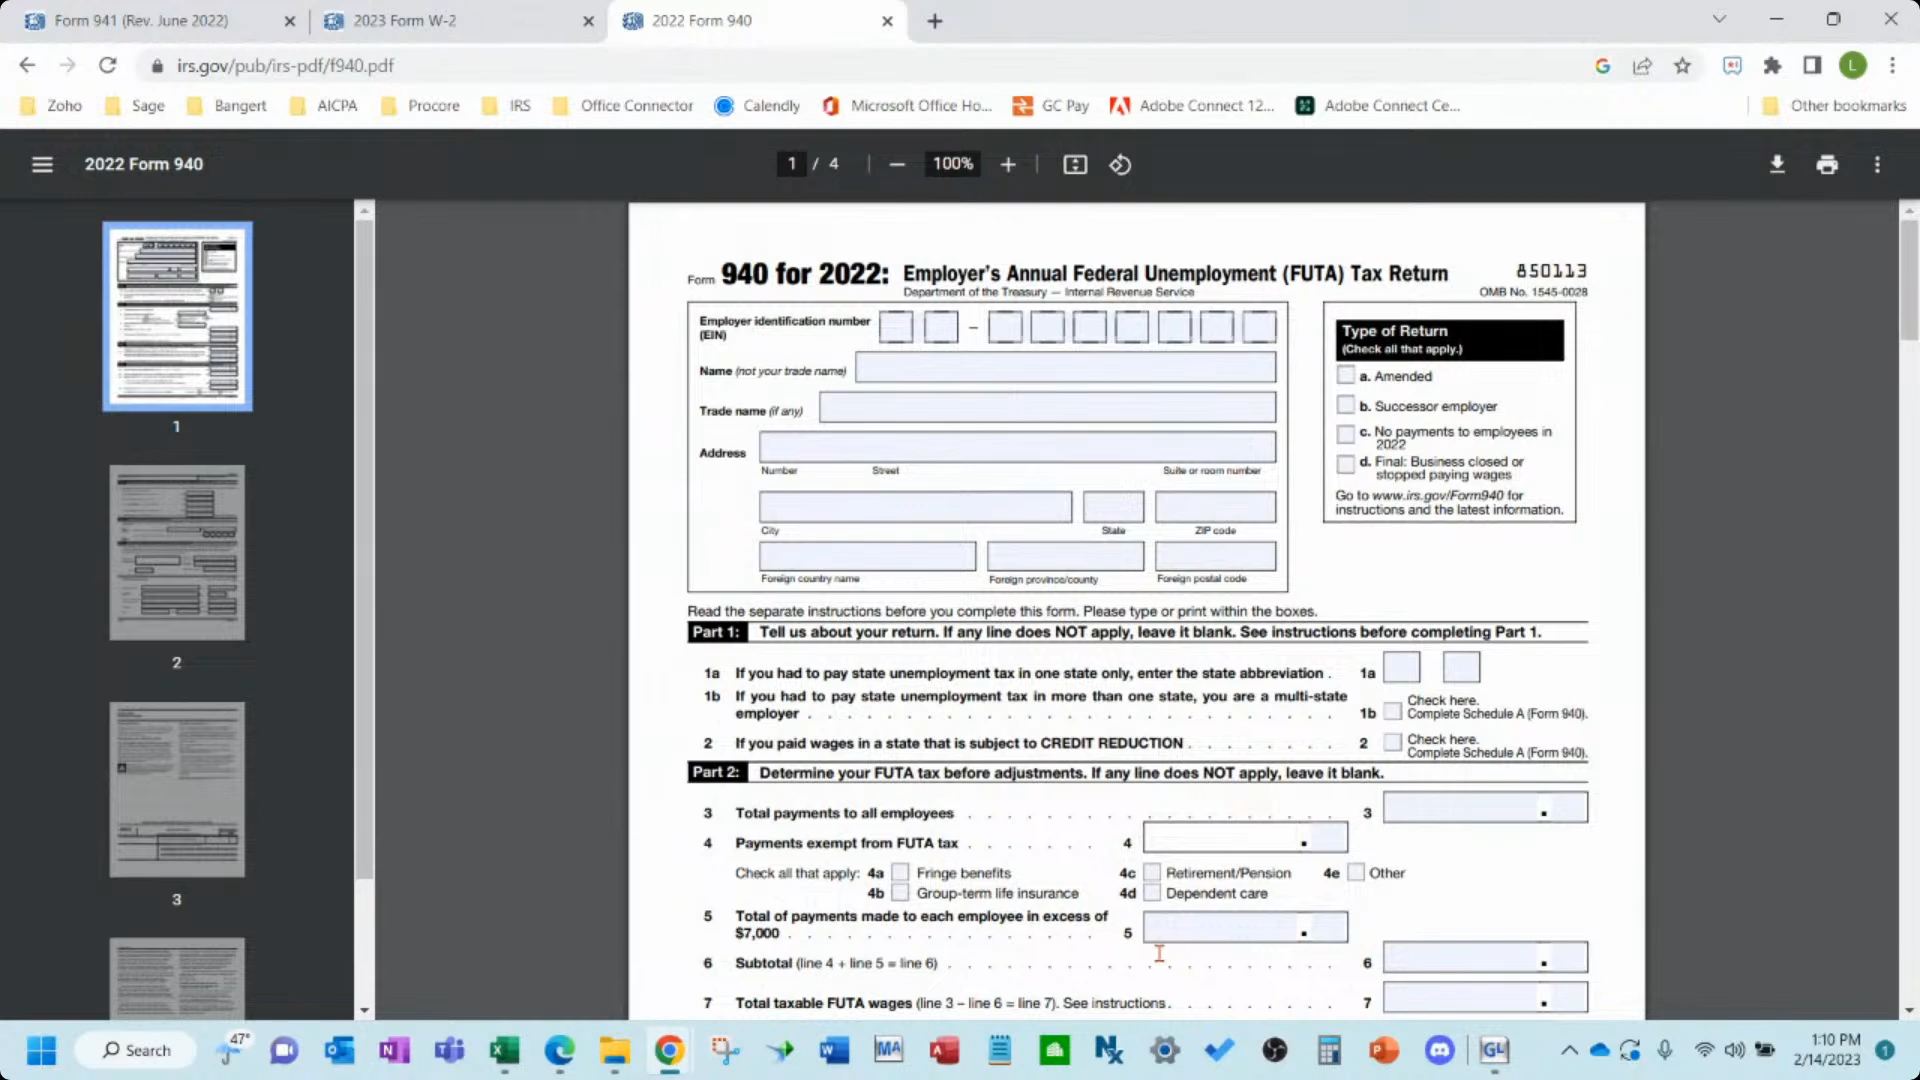 Form 941 (Rev. June 2022)
2023 Form W-2
2022 Form 940
irs.gov/pub/irs-pdf/f940.pdf
L
Zoho
Sage
Bangert
AICPA
Procore
IRS
Office Connector
Calendly
Microsoft Office Ho...
GC Pay
Adobe Connect 12...
Adobe Connect Ce...
Other bookmarks
2022 Form 940
1 / 4
100%
1
2
3
Form 940 for 2022: Employer's Annual Federal Unemployment (FUTA) Tax Return
850113
Department of the Treasury — Internal Revenue Service
OMB No. 1545-0028
Employer identification number
(EIN)
–
Name (not your trade name)
Trade name (if any)
Address
Number Street Suite or room number
City State ZIP code
Foreign country name Foreign province/county Foreign postal code
Type of Return
(Check all that apply.)
a. Amended
b. Successor employer
c. No payments to employees in
2022
d. Final: Business closed or
stopped paying wages
Go to www.irs.gov/Form940 for
instructions and the latest information.
Read the separate instructions before you complete this form. Please type or print within the boxes.
Part 1: Tell us about your return. If any line does NOT apply, leave it blank. See instructions before completing Part 1.
1a If you had to pay state unemployment tax in one state only, enter the state abbreviation . 1a
1b If you had to pay state unemployment tax in more than one state, you are a multi-state
employer . . . . . . . . . . . . . . 1b Check here.
Complete Schedule A (Form 940).
2 If you paid wages in a state that is subject to CREDIT REDUCTION . . . . . . . 2 Check here.
Complete Schedule A (Form 940).
Part 2: Determine your FUTA tax before adjustments. If any line does NOT apply, leave it blank.
3 Total payments to all employees . . . . . . . . . . . . . 3 .
4 Payments exempt from FUTA tax . . . . . . 4 .
Check all that apply: 4a Fringe benefits 4c Retirement/Pension 4e Other
4b Group-term life insurance 4d Dependent care
5 Total of payments made to each employee in excess of
$7,000 . . . . . . . . . . . . 5 .
6 Subtotal (line 4 + line 5 = line 6) . . . . . . . . . . . . . . 6 .
7 Total taxable FUTA wages (line 3 – line 6 = line 7). See instructions. . . . . . . . 7 .
Search
47°
MA
GL
1:10 PM
2/14/2023
1